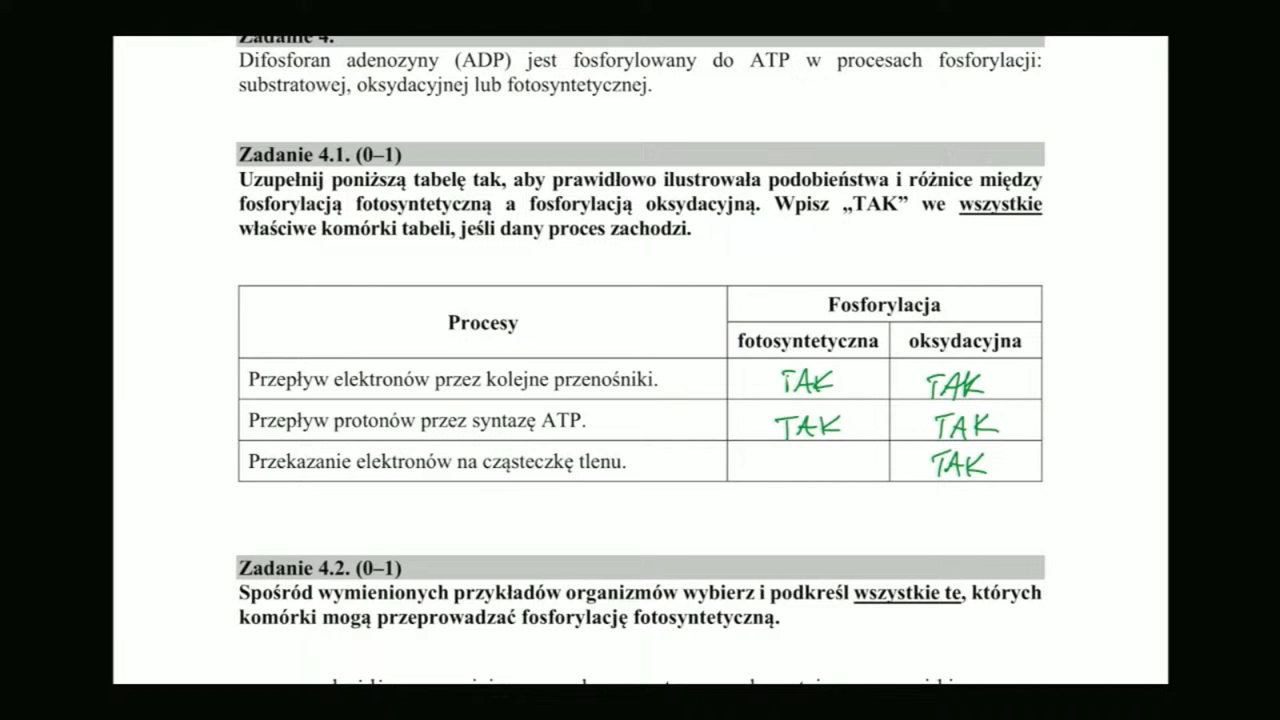 Zadanie 4.
Difosforan adenozyny (ADP) jest fosforylowany do ATP w procesach fosforylacji:
substratowej, oksydacyjnej lub fotosyntetycznej.
Zadanie 4.1. (0–1)
Uzupełnij poniższą tabelę tak, aby prawidłowo ilustrowała podobieństwa i różnice między
fosforylacją fotosyntetyczną a fosforylacją oksydacyjną. Wpisz „TAK” we wszystkie
właściwe komórki tabeli, jeśli dany proces zachodzi.
Procesy
Fosforylacja
fotosyntetyczna oksydacyjna
Przepływ elektronów przez kolejne przenośniki. TAK TAK
Przepływ protonów przez syntazę ATP. TAK TAK
Przekazanie elektronów na cząsteczkę tlenu. TAK
Zadanie 4.2. (0–1)
Spośród wymienionych przykładów organizmów wybierz i podkreśl wszystkie te, których
komórki mogą przeprowadzać fosforylację fotosyntetyczną.